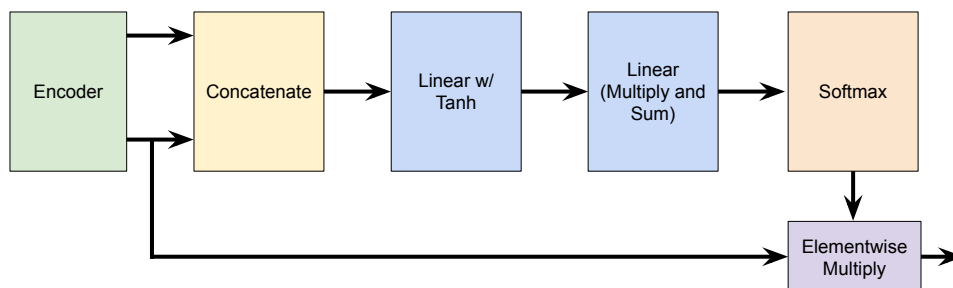 Encoder
Concatenate
Linear w/
Tanh
Linear
(Multiply and
Sum)
Softmax
Elementwise
Multiply